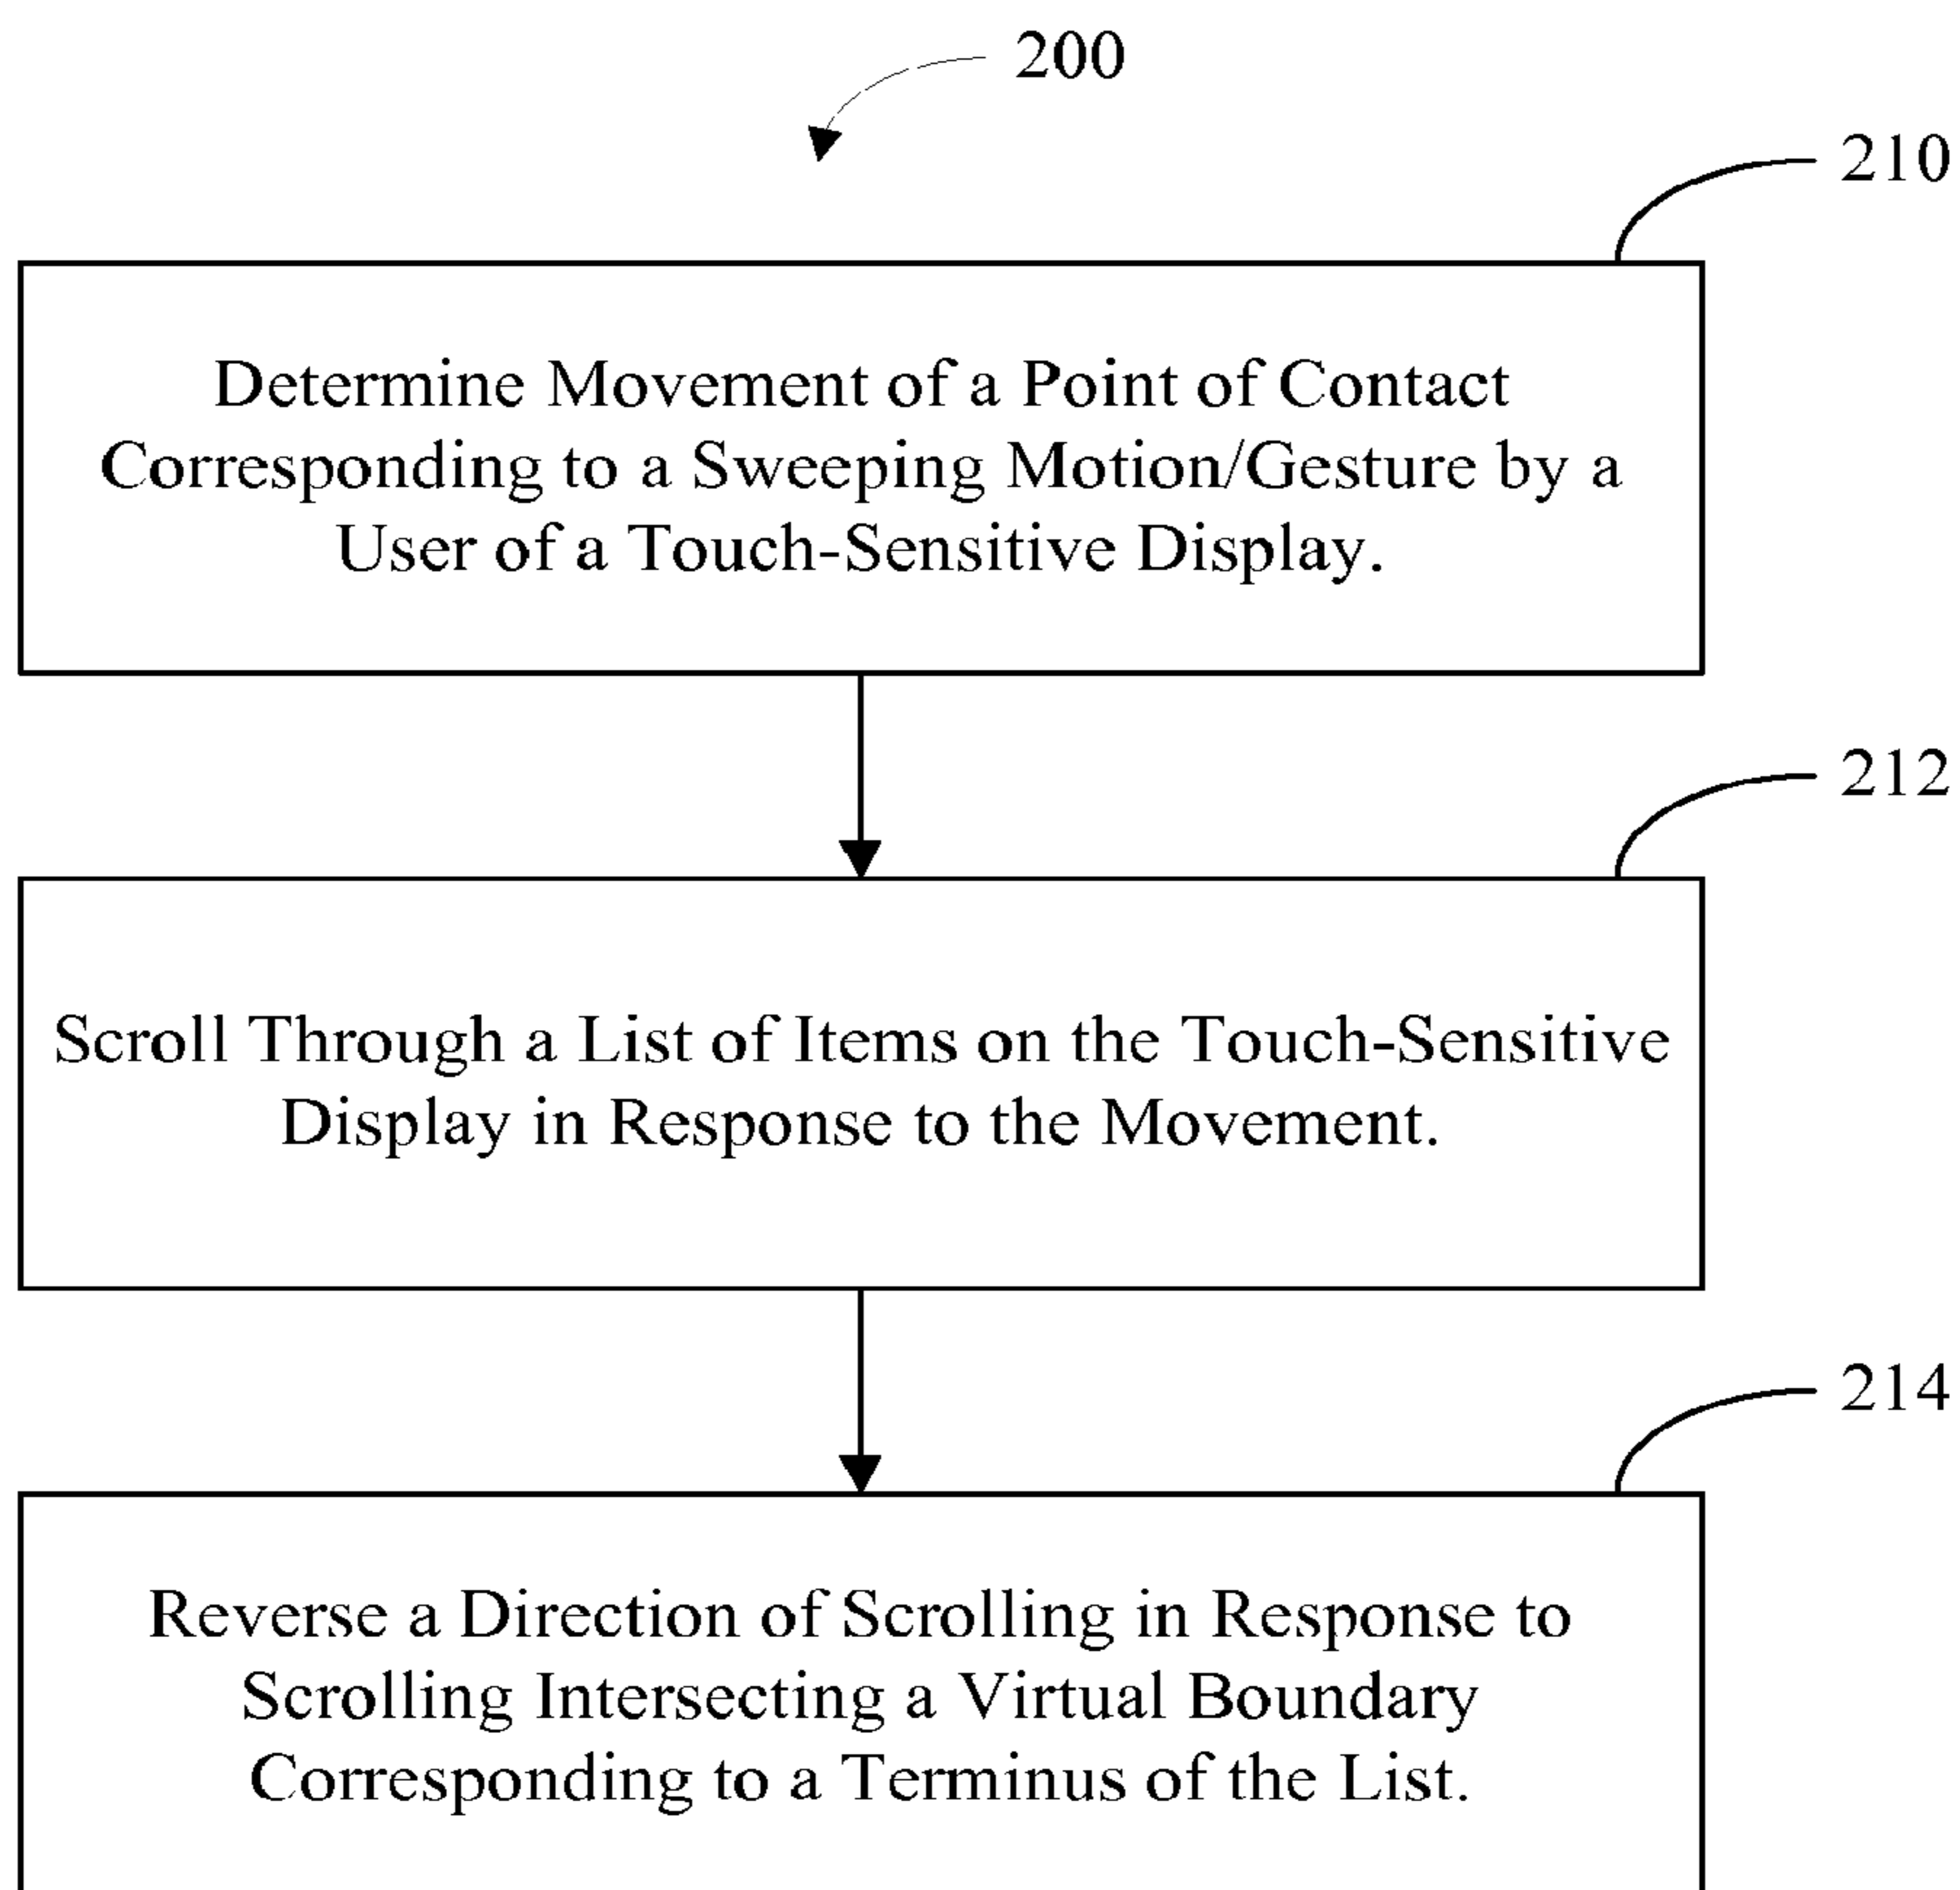 200
210
Determine Movement of a Point of Contact
Corresponding to a Sweeping Motion/Gesture by a
User of a Touch-Sensitive Display.
212
Scroll Through a List of Items on the Touch-Sensitive
Display in Response to the Movement.
214
Reverse a Direction of Scrolling in Response to
Scrolling Intersecting a Virtual Boundary
Corresponding to a Terminus of the List.